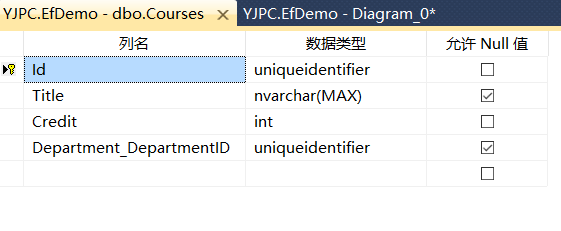 YJPC.EfDemo - dbo.Courses × YJPC.EfDemo - Diagram_0*
列名 数据类型 允许 Null 值
Id uniqueidentifier
Title nvarchar(MAX)
Credit int
Department_DepartmentID uniqueidentifier